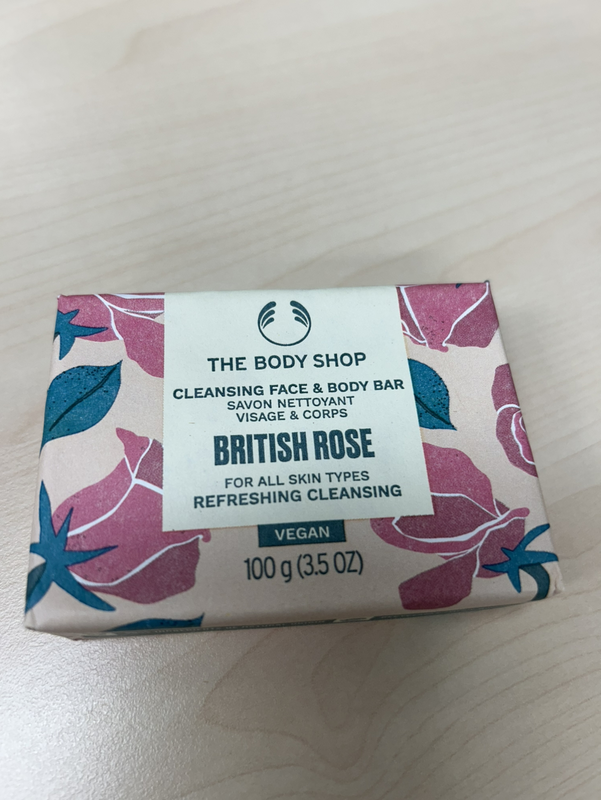 THE BODY SHOP
CLEANSING FACE & BODY BAR
SAVON NETTOYANT
VISAGE & CORPS
BRITISH ROSE
FOR ALL SKIN TYPES
REFRESHING CLEANSING
VEGAN
100 g (3.5 OZ)